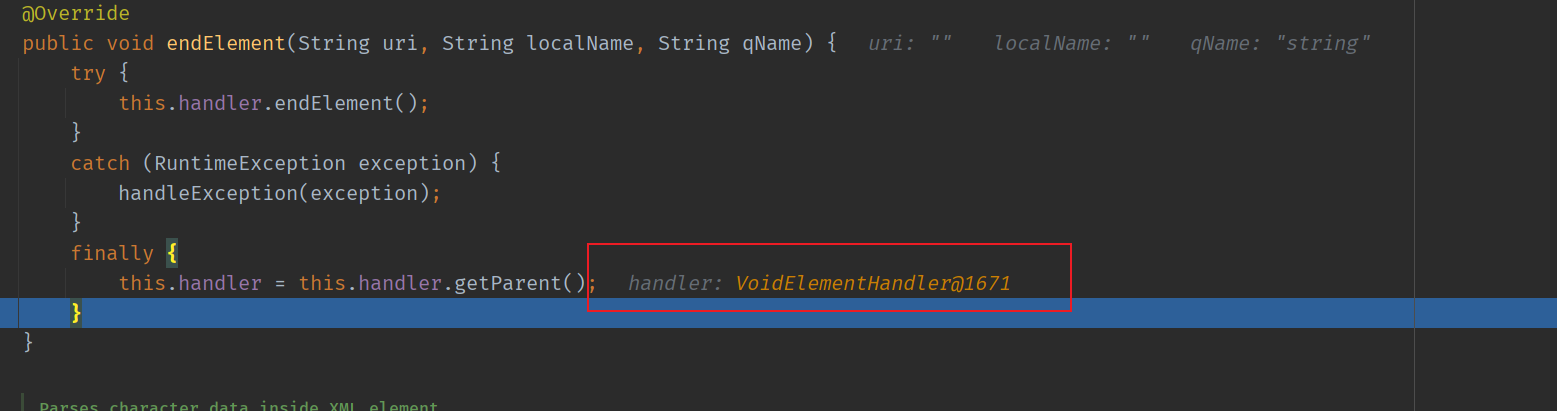 @Override
public void endElement(String uri, String localName, String qName) { uri: "" localName: "" qName: "string"
try {
this.handler.endElement();
}
catch (RuntimeException exception) {
handleException(exception);
}
finally {
this.handler = this.handler.getParent(); handler: VoidElementHandler@1671
}
}
Parses character data inside XML element